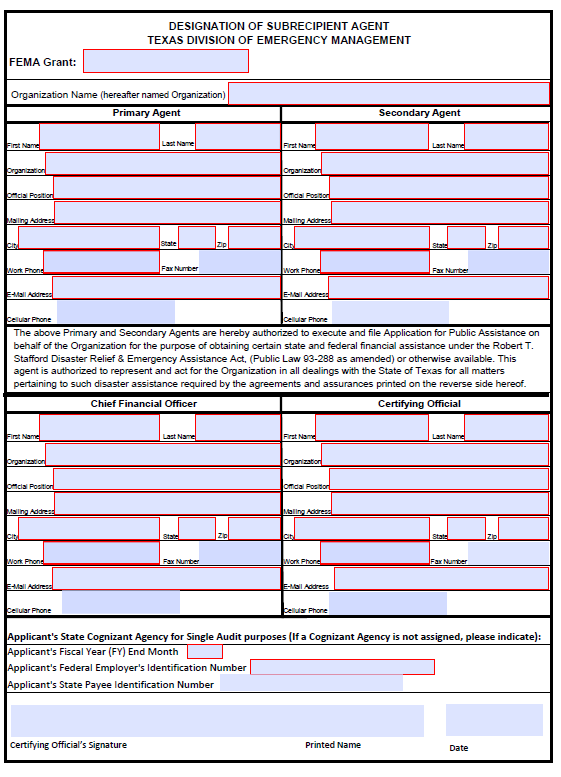 DESIGNATION OF SUBRECIPIENT AGENT
TEXAS DIVISION OF EMERGENCY MANAGEMENT
FEMA Grant:
Organization Name (hereafter named Organization)
Primary Agent Secondary Agent
First Name Last Name First Name Last Name
Organization Organization
Official Position Official Position
Mailing Address Mailing Address
City State Zip City State Zip
Work Phone Fax Number Work Phone Fax Number
E-Mail Address E-Mail Address
Cellular Phone Cellular Phone
The above Primary and Secondary Agents are hereby authorized to execute and file Application for Public Assistance on
behalf of the Organization for the purpose of obtaining certain state and federal financial assistance under the Robert T.
Stafford Disaster Relief & Emergency Assistance Act, (Public Law 93-288 as amended) or otherwise available. This
agent is authorized to represent and act for the Organization in all dealings with the State of Texas for all matters
pertaining to such disaster assistance required by the agreements and assurances printed on the reverse side hereof.
Chief Financial Officer Certifying Official
First Name Last Name First Name Last Name
Organization Organization
Official Position Official Position
Mailing Address Mailing Address
City State Zip City State Zip
Work Phone Fax Number Work Phone Fax Number
E-Mail Address E-Mail Address
Cellular Phone Cellular Phone
Applicant's State Cognizant Agency for Single Audit purposes (If a Cognizant Agency is not assigned, please indicate):
Applicant's Fiscal Year (FY) End Month
Applicant's Federal Employer's Identification Number
Applicant's State Payee Identification Number
Certifying Official's Signature Printed Name Date